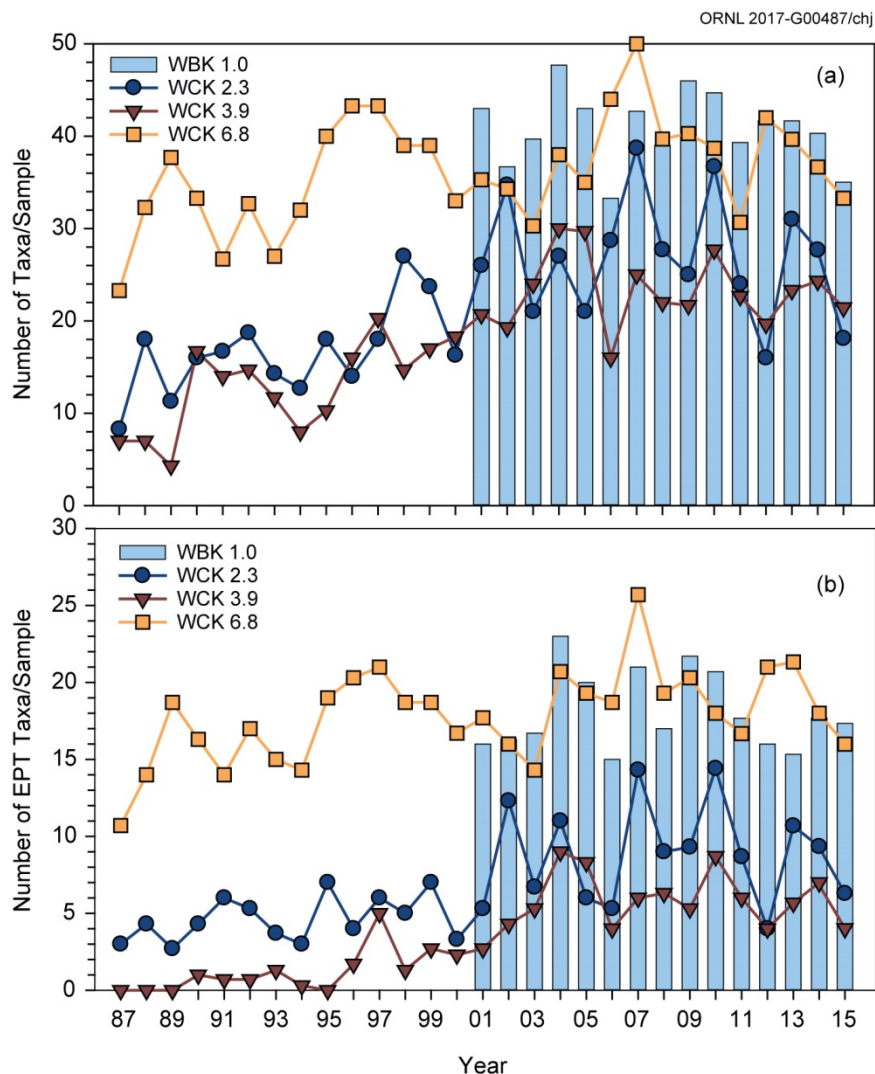 ORNL 2017-G00487/chj
50
(a)
WBK 1.0
WCK 2.3
WCK 3.9
WCK 6.8
40
30
20
10
0
Number of Taxa/Sample
30
(b)
WBK 1.0
WCK 2.3
WCK 3.9
WCK 6.8
25
20
15
10
5
0
Number of EPT Taxa/Sample
87 89 91 93 95 97 99 01 03 05 07 09 11 13 15
Year